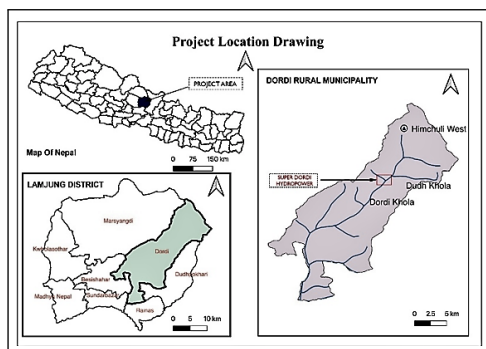 Project Location Drawing
PROJECT AREA
Map Of Nepal
0 75 150 km
LAMJUNG DISTRICT
Marsyangdi
Kwholasothar
Dordi
Besishahar
Dudhpokhari
Madhya Nepal
Sundarbazar
Rainas
0 5 10 km
DORDI RURAL MUNICIPALITY
Himchuli West
SUPER DORDI
HYDROPOWER
Dudh Khola
Dordi Khola
0 2.5 5 km